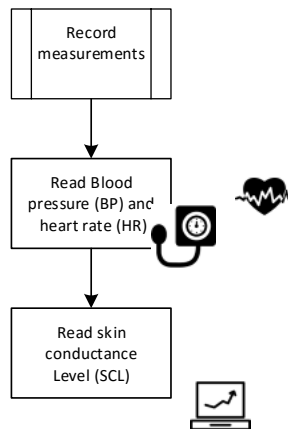 Record
measurements
Read Blood
pressure (BP) and
heart rate (HR)
Read skin
conductance
Level (SCL)